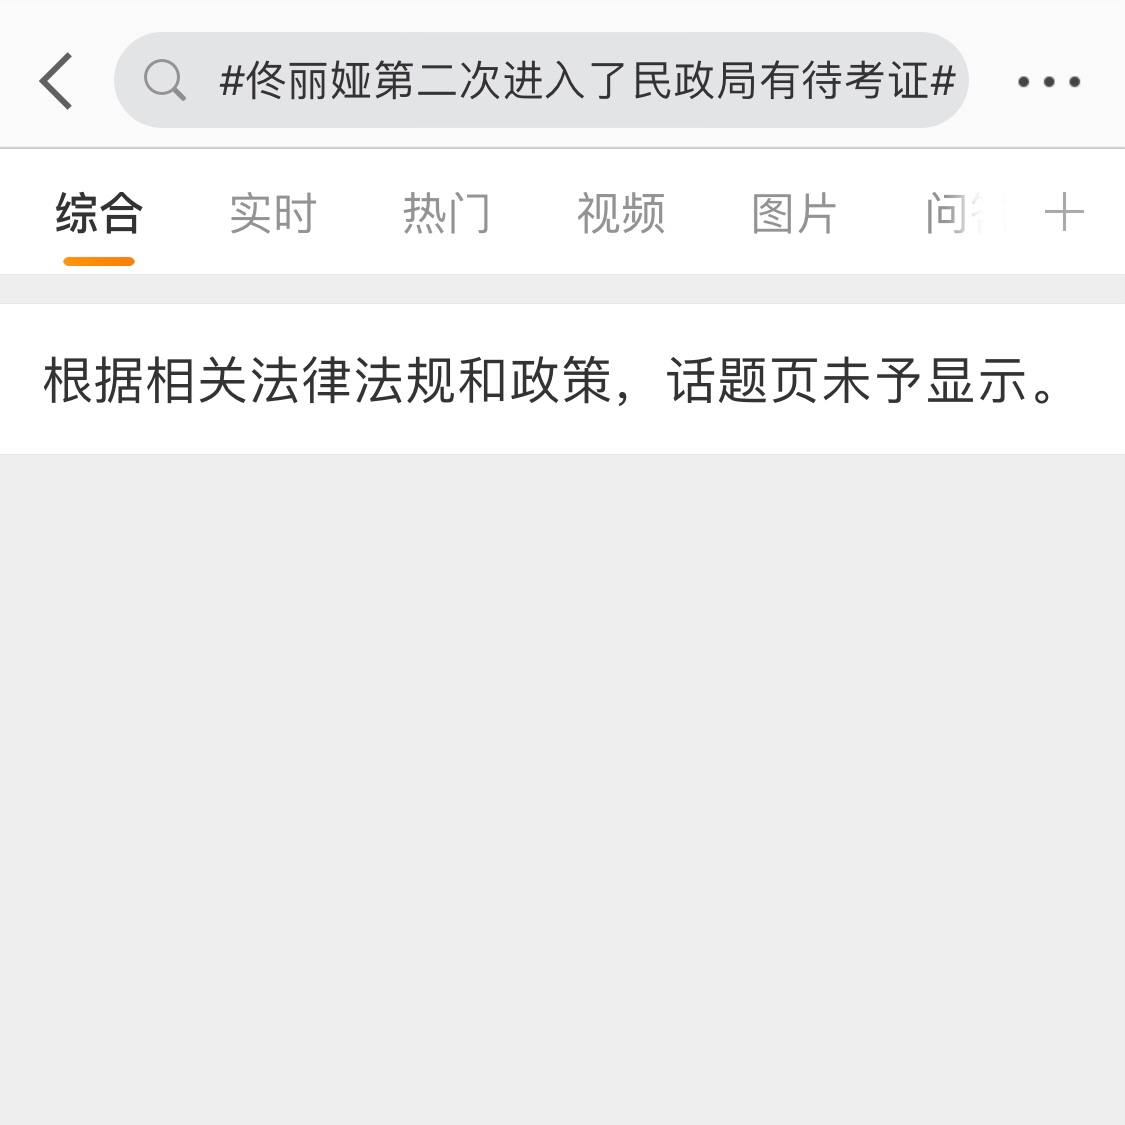 #佟丽娅第二次进入了民政局有待考证#
综合 实时 热门 视频 图片 问
根据相关法律法规和政策，话题页未予显示。